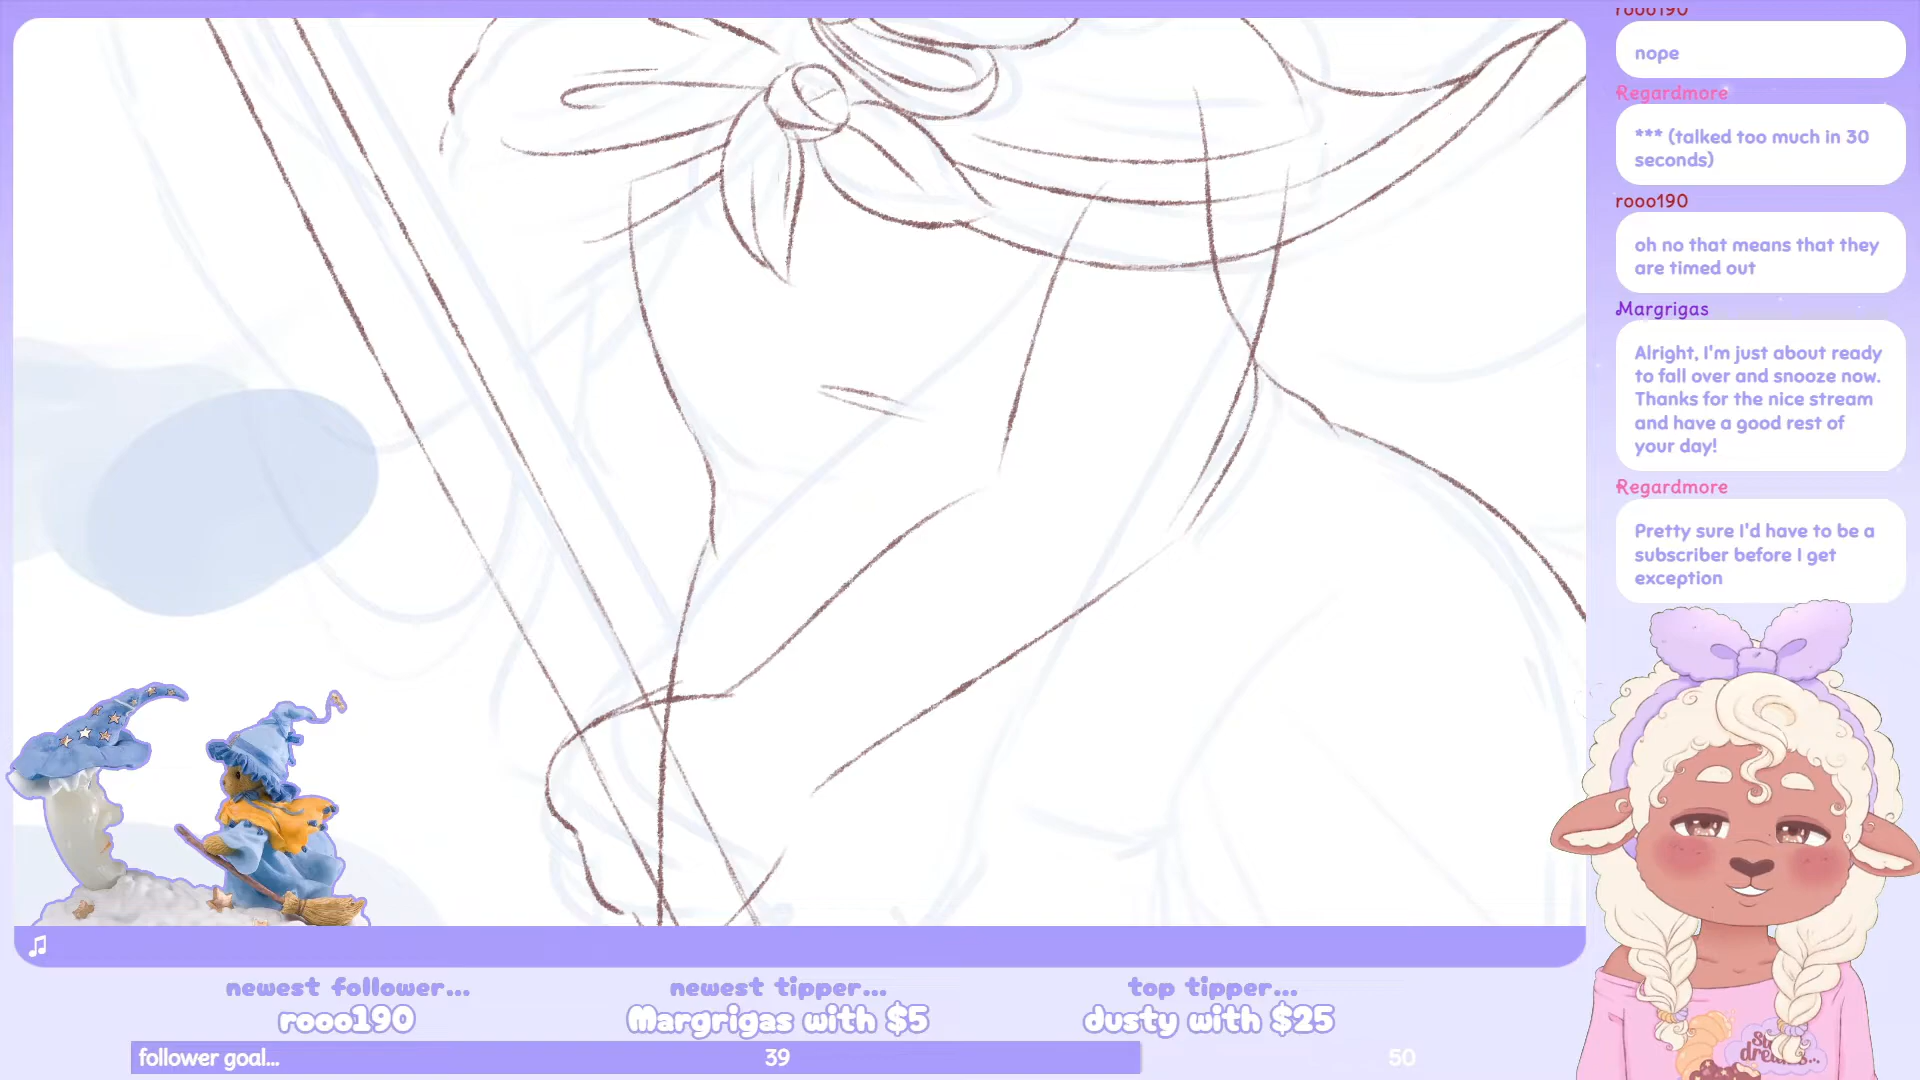 rooo190
nope
Regardmore
*** (talked too much in 30
seconds)
rooo190
oh no that means that they
are timed out
Margrigas
Alright, I'm just about ready
to fall over and snooze now.
Thanks for the nice stream
and have a good rest of
your day!
Regardmore
Pretty sure I'd have to be a
subscriber before I get
exception
newest follower...
rooo190
newest tipper...
Margrigas with $5
top tipper...
dusty with $25
follower goal...
39
50